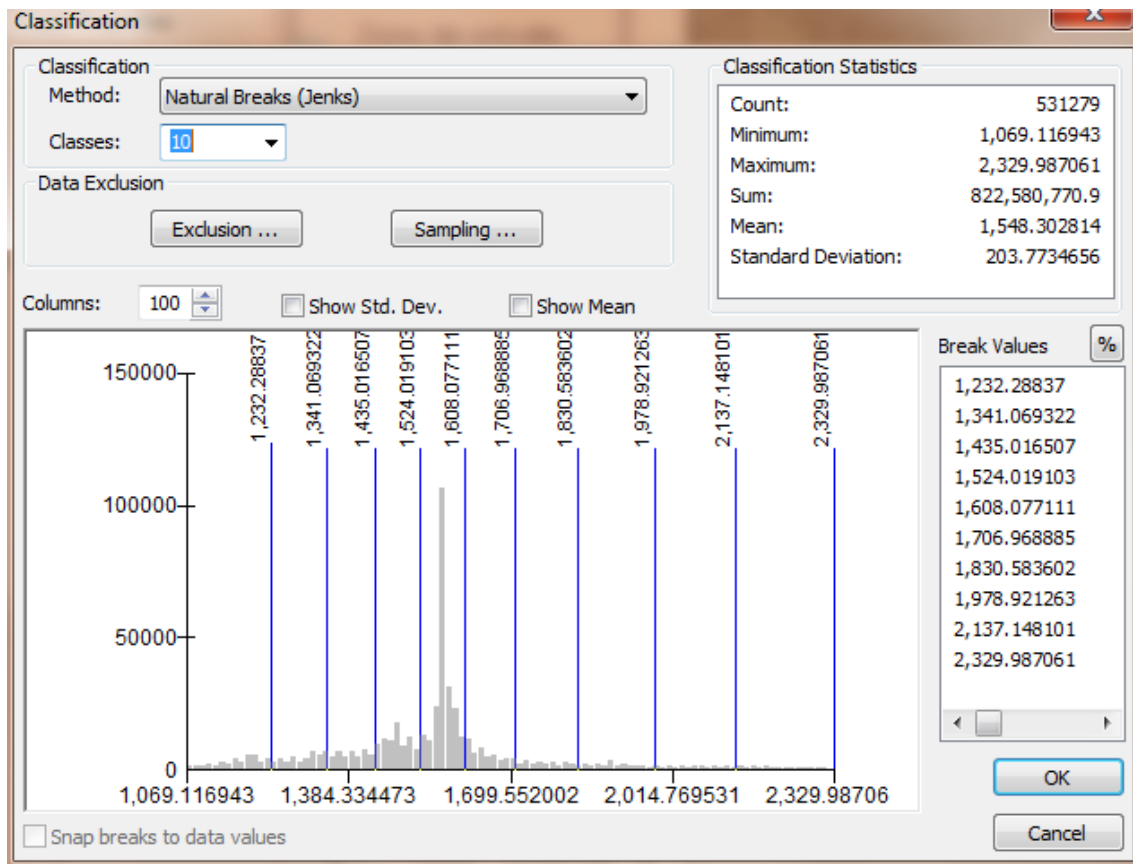 Classification
x
Classification
Method: Natural Breaks (Jenks)
Classes: 10
Data Exclusion
Exclusion ...
Sampling ...
Classification Statistics
Count: 531279
Minimum: 1,069.116943
Maximum: 2,329.987061
Sum: 822,580,770.9
Mean: 1,548.302814
Standard Deviation: 203.7734656
Columns: 100
Show Std. Dev.
Show Mean
1,232.28837
1,341.069322
1,435.016507
1,524.019103
1,608.077111
1,706.968885
1,830.583602
1,978.921263
2,137.148101
2,329.987061
150000
100000
50000
0
1,069.116943
1,384.334473
1,699.552002
2,014.769531
2,329.98706
Break Values %
1,232.28837
1,341.069322
1,435.016507
1,524.019103
1,608.077111
1,706.968885
1,830.583602
1,978.921263
2,137.148101
2,329.987061
OK
Cancel
Snap breaks to data values